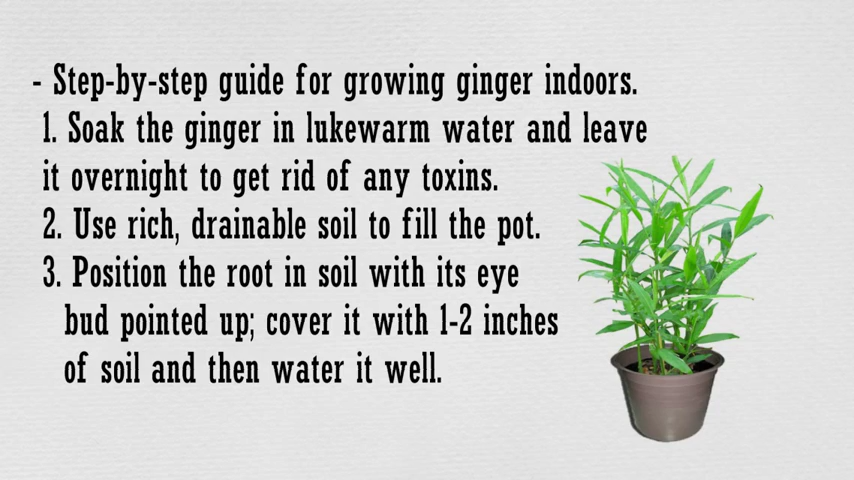 - Step-by-step guide for growing ginger indoors.
1. Soak the ginger in lukewarm water and leave
it overnight to get rid of any toxins.
2. Use rich, drainable soil to fill the pot.
3. Position the root in soil with its eye
bud pointed up; cover it with 1-2 inches
of soil and then water it well.